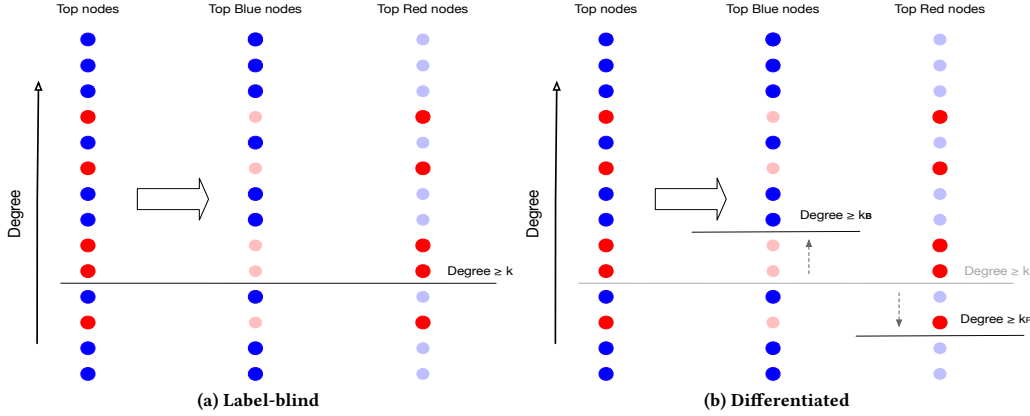 Top nodes Top Blue nodes Top Red nodes
Degree
Degree ≥ k
(a) Label-blind
Top nodes Top Blue nodes Top Red nodes
Degree
Degree ≥ kB
Degree ≥ k
Degree ≥ kR
(b) Differentiated